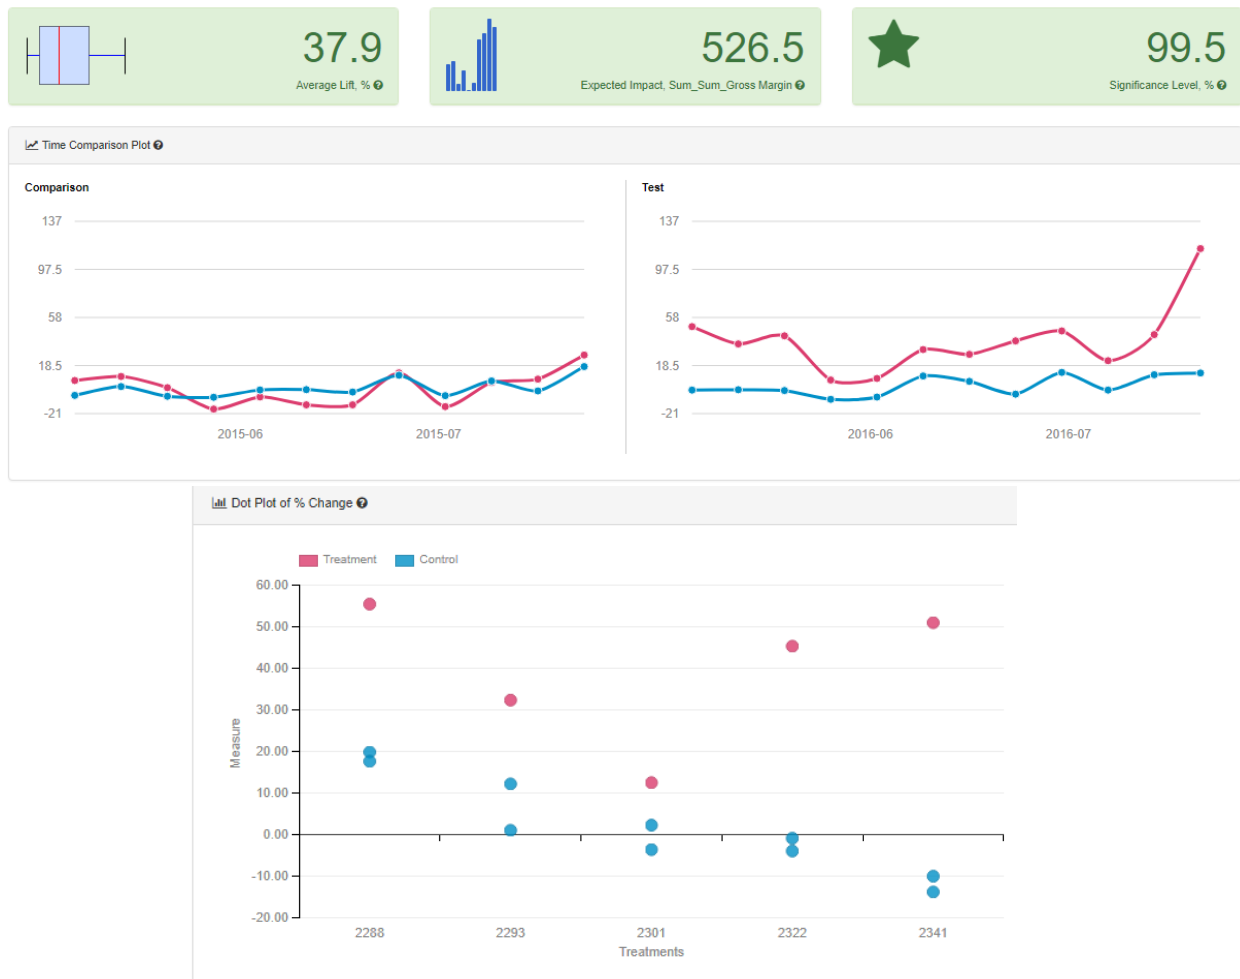 37.9
Average Lift, %
526.5
Expected Impact, Sum_Sum_Gross Margin
99.5
Significance Level, %
Time Comparison Plot
Comparison
137
97.5
58
18.5
-21
2015-06 2015-07
Test
137
97.5
58
18.5
-21
2016-06 2016-07
Dot Plot of % Change
Treatment Control
Measure
60.00
50.00
40.00
30.00
20.00
10.00
0.00
-10.00
-20.00
2288 2293 2301 2322 2341
Treatments